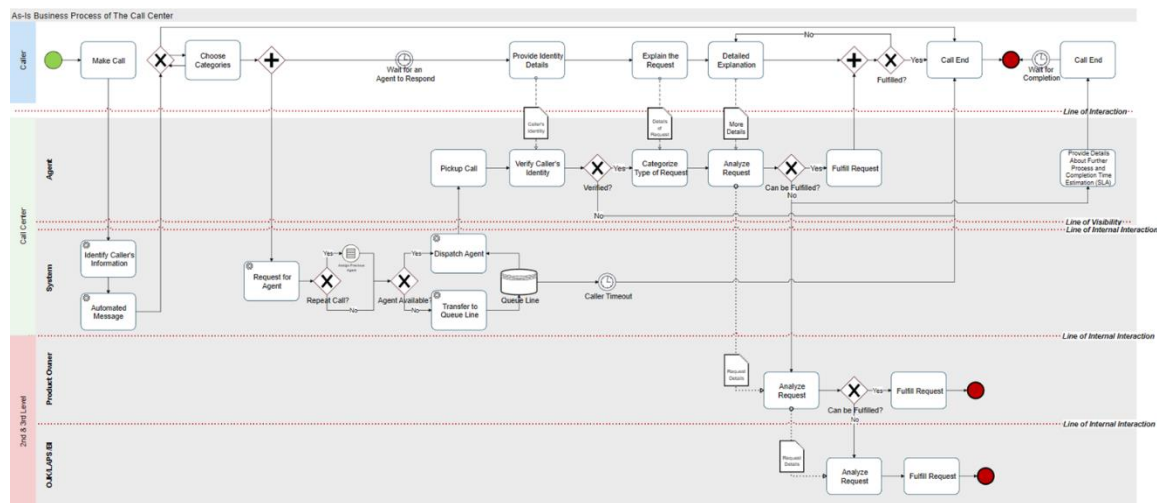 As-Is Business Process of The Call Center
Caller
Make Call
Choose
Categories
Wait for an
Agent to Respond
Provide Identity
Details
Explain the
Request
Detailed
Explanation
No
Fulfilled?
Yes
Call End
Wait for
Completion
Call End
Line of Interaction
Caller's
Identity
Details
of
Request
More
Details
Call Center
Agent
Pickup Call
Verify Caller's
Identity
Verified?
Yes
No
Categorize
Type of Request
Analyze
Request
Can be Fulfilled?
Yes
No
Fulfill Request
Provide Details
About Further
Process and
Completion Time
Estimation (SLA)
Line of Visibility
Line of Internal Interaction
System
Identify Caller's
Information
Automated
Message
Request for
Agent
Repeat Call?
Yes
No
Assign Previous
Agent
Agent Available?
Yes
No
Dispatch Agent
Transfer to
Queue Line
Queue Line
Caller Timeout
Line of Internal Interaction
2nd & 3rd Level
Product Owner
Request
Details
Analyze
Request
Can be Fulfilled?
Yes
No
Fulfill Request
Line of Internal Interaction
OJK/LAPS/BI
Request
Details
Analyze
Request
Fulfill Request